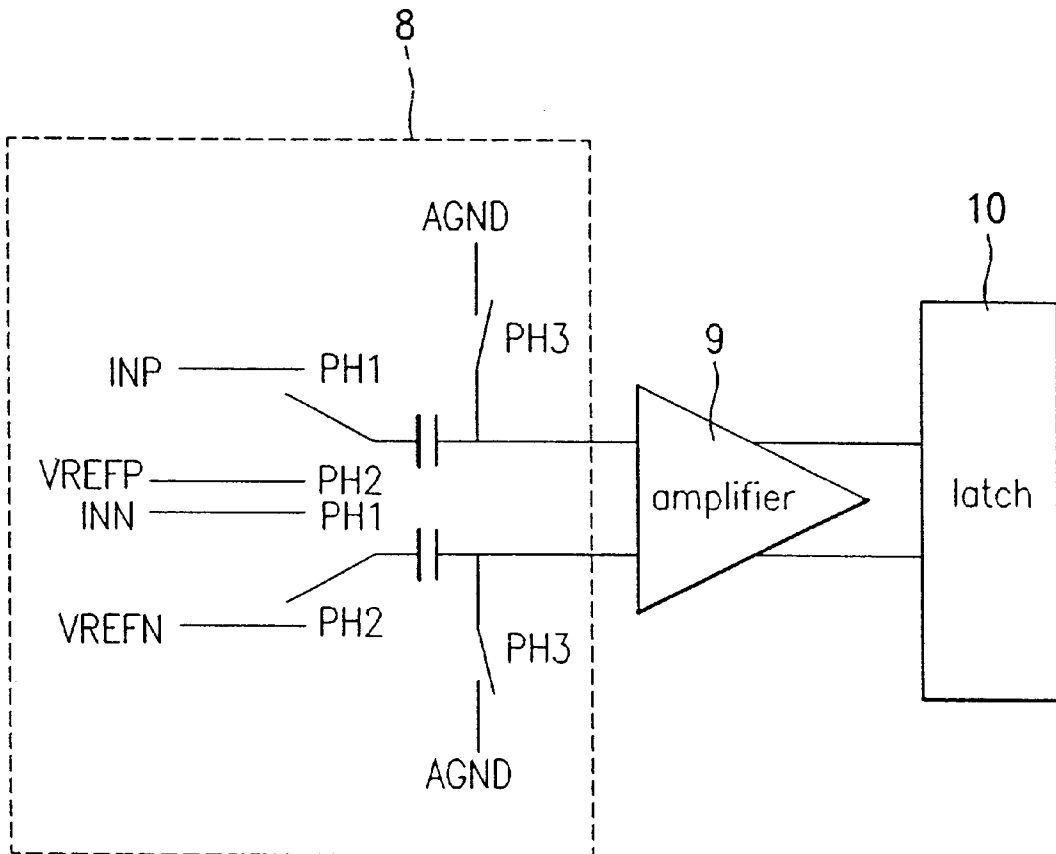 8
AGND
10
PH3
9
INP PH1
VREFP PH2
amplifier
latch
INN PH1
VREFN PH2
PH3
AGND